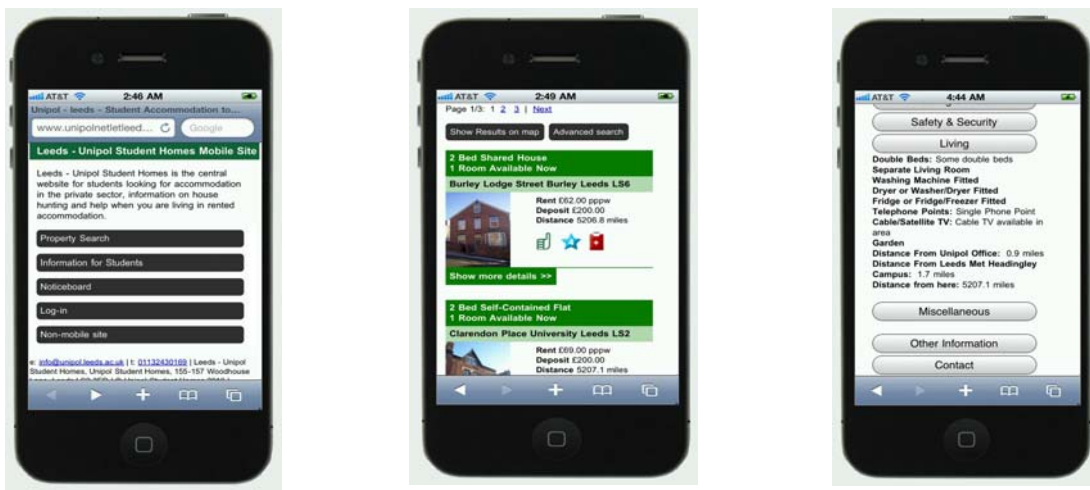 AT&T 2:46 AM
Unipol - leeds - Student Accommodation to...
www.unipolnetletleed... Google
Leeds - Unipol Student Homes Mobile Site
Leeds - Unipol Student Homes is the central
website for students looking for accommodation
in the private sector, information on house
hunting and help when you are living in rented
accommodation.
Property Search
Information for Students
Noticeboard
Log-in
Non-mobile site
e: info@unipol.leeds.ac.uk | t: 01132430169 | Leeds - Unipol
Student Homes, Unipol Student Homes, 155-157 Woodhouse
AT&T 2:49 AM
Page 1/3: 1 2 3 | Next
Show Results on map Advanced search
2 Bed Shared House
1 Room Available Now
Burley Lodge Street Burley Leeds LS6
Rent £62.00 pppw
Deposit £200.00
Distance 5206.8 miles
Show more details >>
2 Bed Self-Contained Flat
1 Room Available Now
Clarendon Place University Leeds LS2
Rent £69.00 pppw
Deposit £200.00
Distance 5207.1 miles
AT&T 4:44 AM
Safety & Security
Living
Double Beds: Some double beds
Separate Living Room
Washing Machine Fitted
Dryer or Washer/Dryer Fitted
Fridge or Fridge/Freezer Fitted
Telephone Points: Single Phone Point
Cable/Satellite TV: Cable TV available in
area
Garden
Distance From Unipol Office: 0.9 miles
Distance From Leeds Met Headingley
Campus: 1.7 miles
Distance from here: 5207.1 miles
Miscellaneous
Other Information
Contact